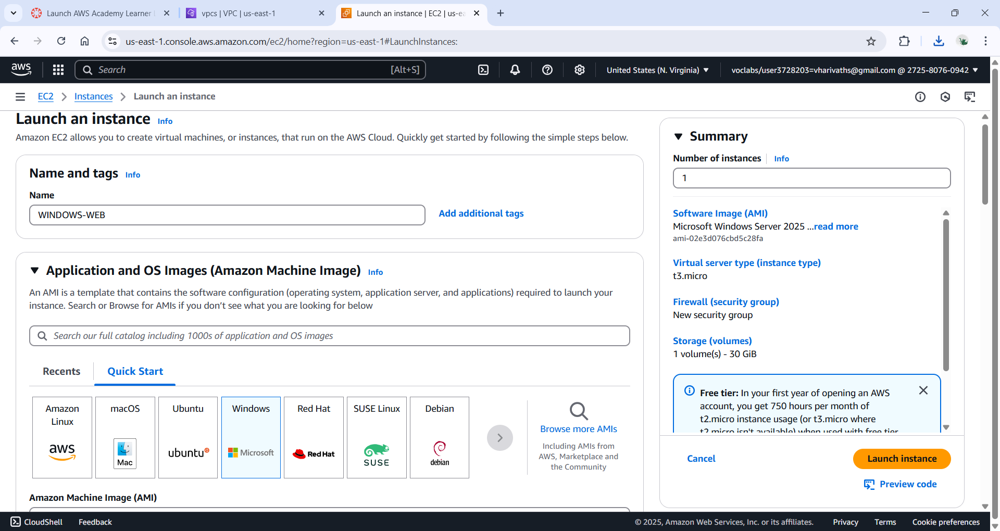 Launch AWS Academy Learner L
vpcs | VPC | us-east-1
Launch an instance | EC2 | us-ea
us-east-1.console.aws.amazon.com/ec2/home?region=us-east-1#LaunchInstances:
aws
Search
[Alt+S]
United States (N. Virginia)
voclabs/user3728203=vharivaths@gmail.com @ 2725-8076-0942
EC2
Instances
Launch an instance
Launch an instance
Info
Amazon EC2 allows you to create virtual machines, or instances, that run on the AWS Cloud. Quickly get started by following the simple steps below.
Name and tags
Info
Name
WINDOWS-WEB
Add additional tags
Application and OS Images (Amazon Machine Image)
Info
An AMI is a template that contains the software configuration (operating system, application server, and applications) required to launch your
instance. Search or Browse for AMIs if you don’t see what you are looking for below
Search our full catalog including 1000s of application and OS images
Recents
Quick Start
Amazon
Linux
aws
macOS
Mac
Ubuntu
ubuntu
Windows
Microsoft
Red Hat
Red Hat
SUSE Linux
SUSE
Debian
debian
Browse more AMIs
Including AMIs from
AWS, Marketplace and
the Community
Amazon Machine Image (AMI)
Summary
Number of instances
Info
1
Software Image (AMI)
Microsoft Windows Server 2025 ...read more
ami-02e3d076cbd5c28fa
Virtual server type (instance type)
t3.micro
Firewall (security group)
New security group
Storage (volumes)
1 volume(s) - 30 GiB
Free tier: In your first year of opening an AWS
account, you get 750 hours per month of
t2.micro instance usage (or t3.micro where
t2.micro isn't available) when used with free tier
Cancel
Launch instance
Preview code
CloudShell
Feedback
© 2025, Amazon Web Services, Inc. or its affiliates.
Privacy
Terms
Cookie preferences